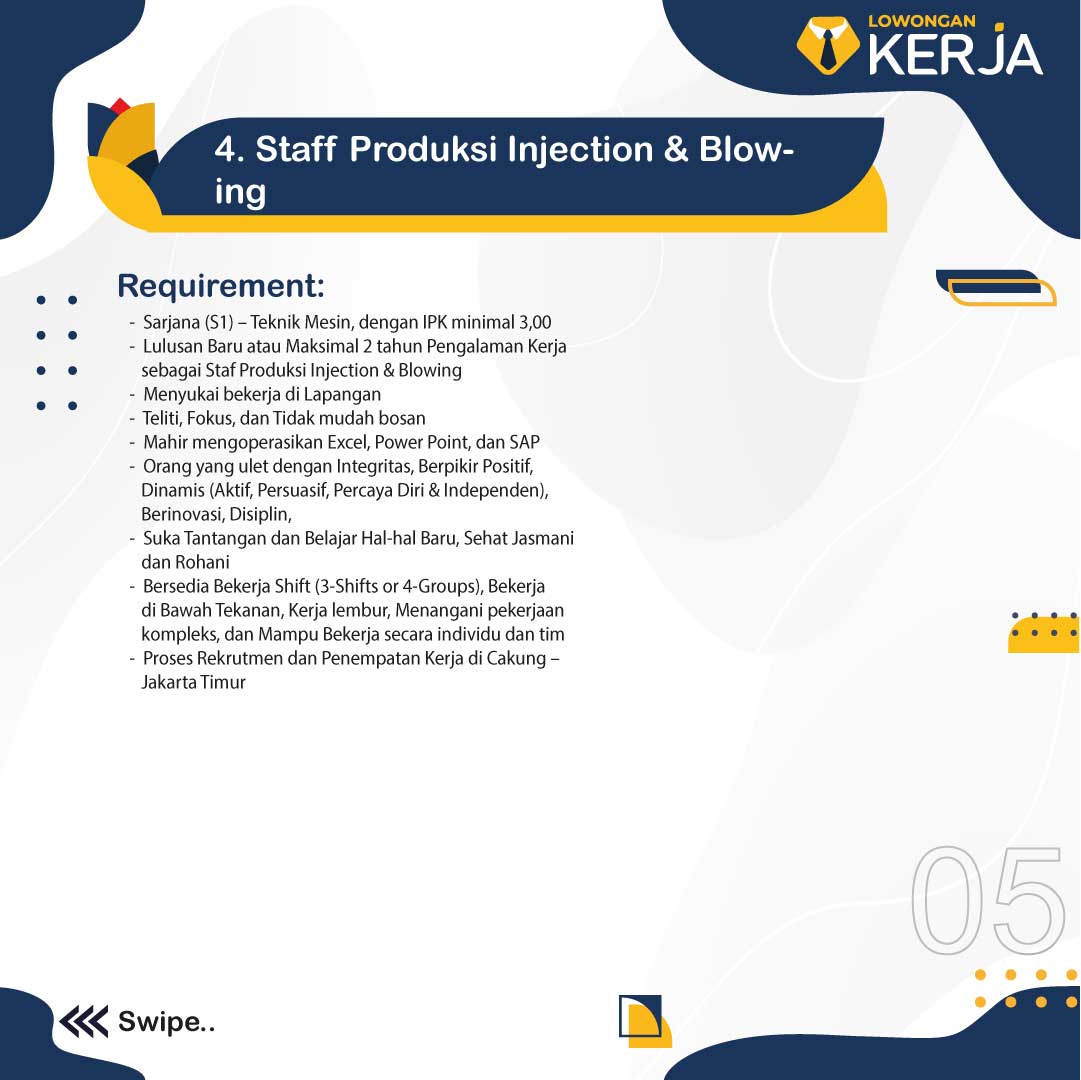 LOWONGAN
KERJA
4. Staff Produksi Injection & Blow-
ing
Requirement:
- Sarjana (S1) – Teknik Mesin, dengan IPK minimal 3,00
- Lulusan Baru atau Maksimal 2 tahun Pengalaman Kerja
sebagai Staf Produksi Injection & Blowing
- Menyukai bekerja di Lapangan
- Teliti, Fokus, dan Tidak mudah bosan
- Mahir mengoperasikan Excel, Power Point, dan SAP
- Orang yang ulet dengan Integritas, Berpikir Positif,
Dinamis (Aktif, Persuasif, Percaya Diri & Independen),
Berinovasi, Disiplin,
- Suka Tantangan dan Belajar Hal-hal Baru, Sehat Jasmani
dan Rohani
- Bersedia Bekerja Shift (3-Shifts or 4-Groups), Bekerja
di Bawah Tekanan, Kerja lembur, Menangani pekerjaan
kompleks, dan Mampu Bekerja secara individu dan tim
- Proses Rekrutmen dan Penempatan Kerja di Cakung –
Jakarta Timur
05
Swipe..